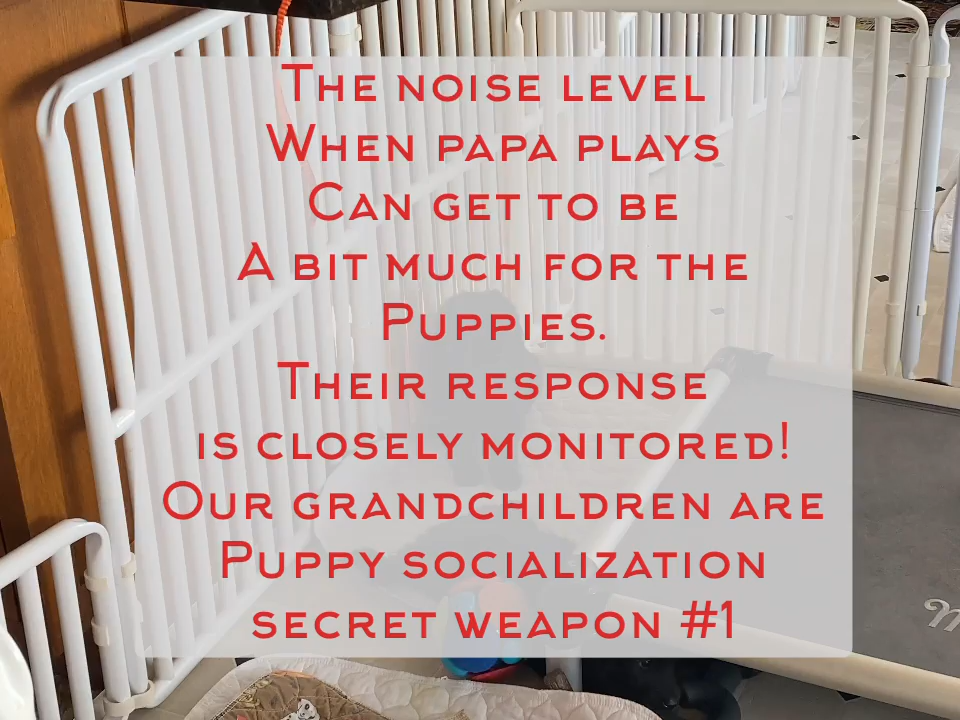 The noise level
When papa plays
Can get to be
A bit much for the
Puppies.
Their response
is closely monitored!
Our grandchildren are
Puppy socialization
secret weapon #1